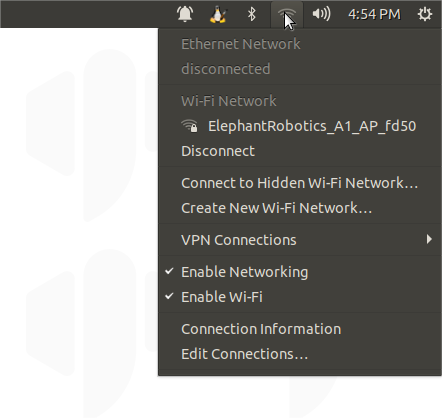 4:54 PM
Ethernet Network
disconnected
Wi-Fi Network
ElephantRobotics_A1_AP_fd50
Disconnect
Connect to Hidden Wi-Fi Network…
Create New Wi-Fi Network…
VPN Connections
Enable Networking
Enable Wi-Fi
Connection Information
Edit Connections…